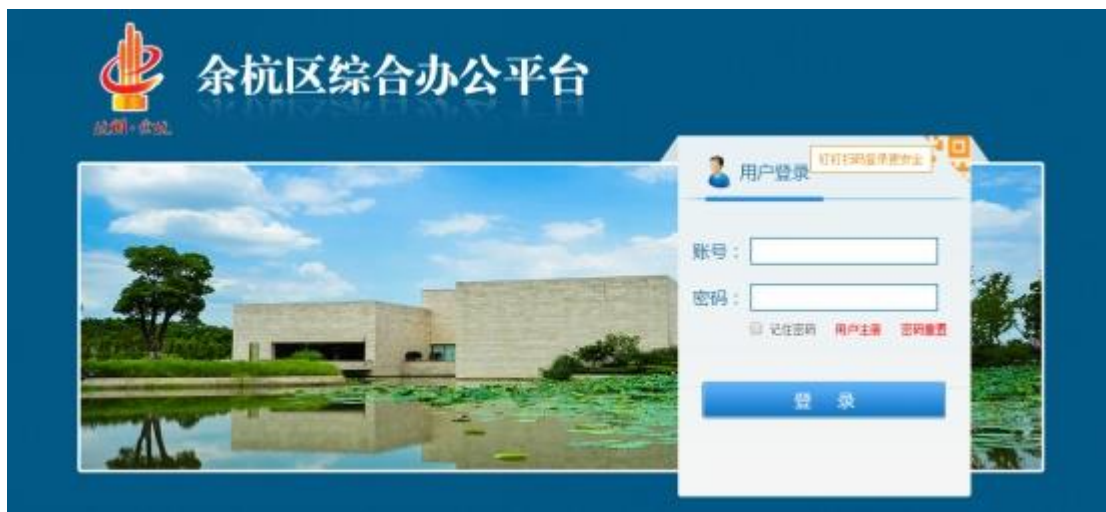 余杭区综合办公平台
用户登录
钉钉扫码登录更安全
账号：
密码：
记住密码 用户注册 密码重置
登 录